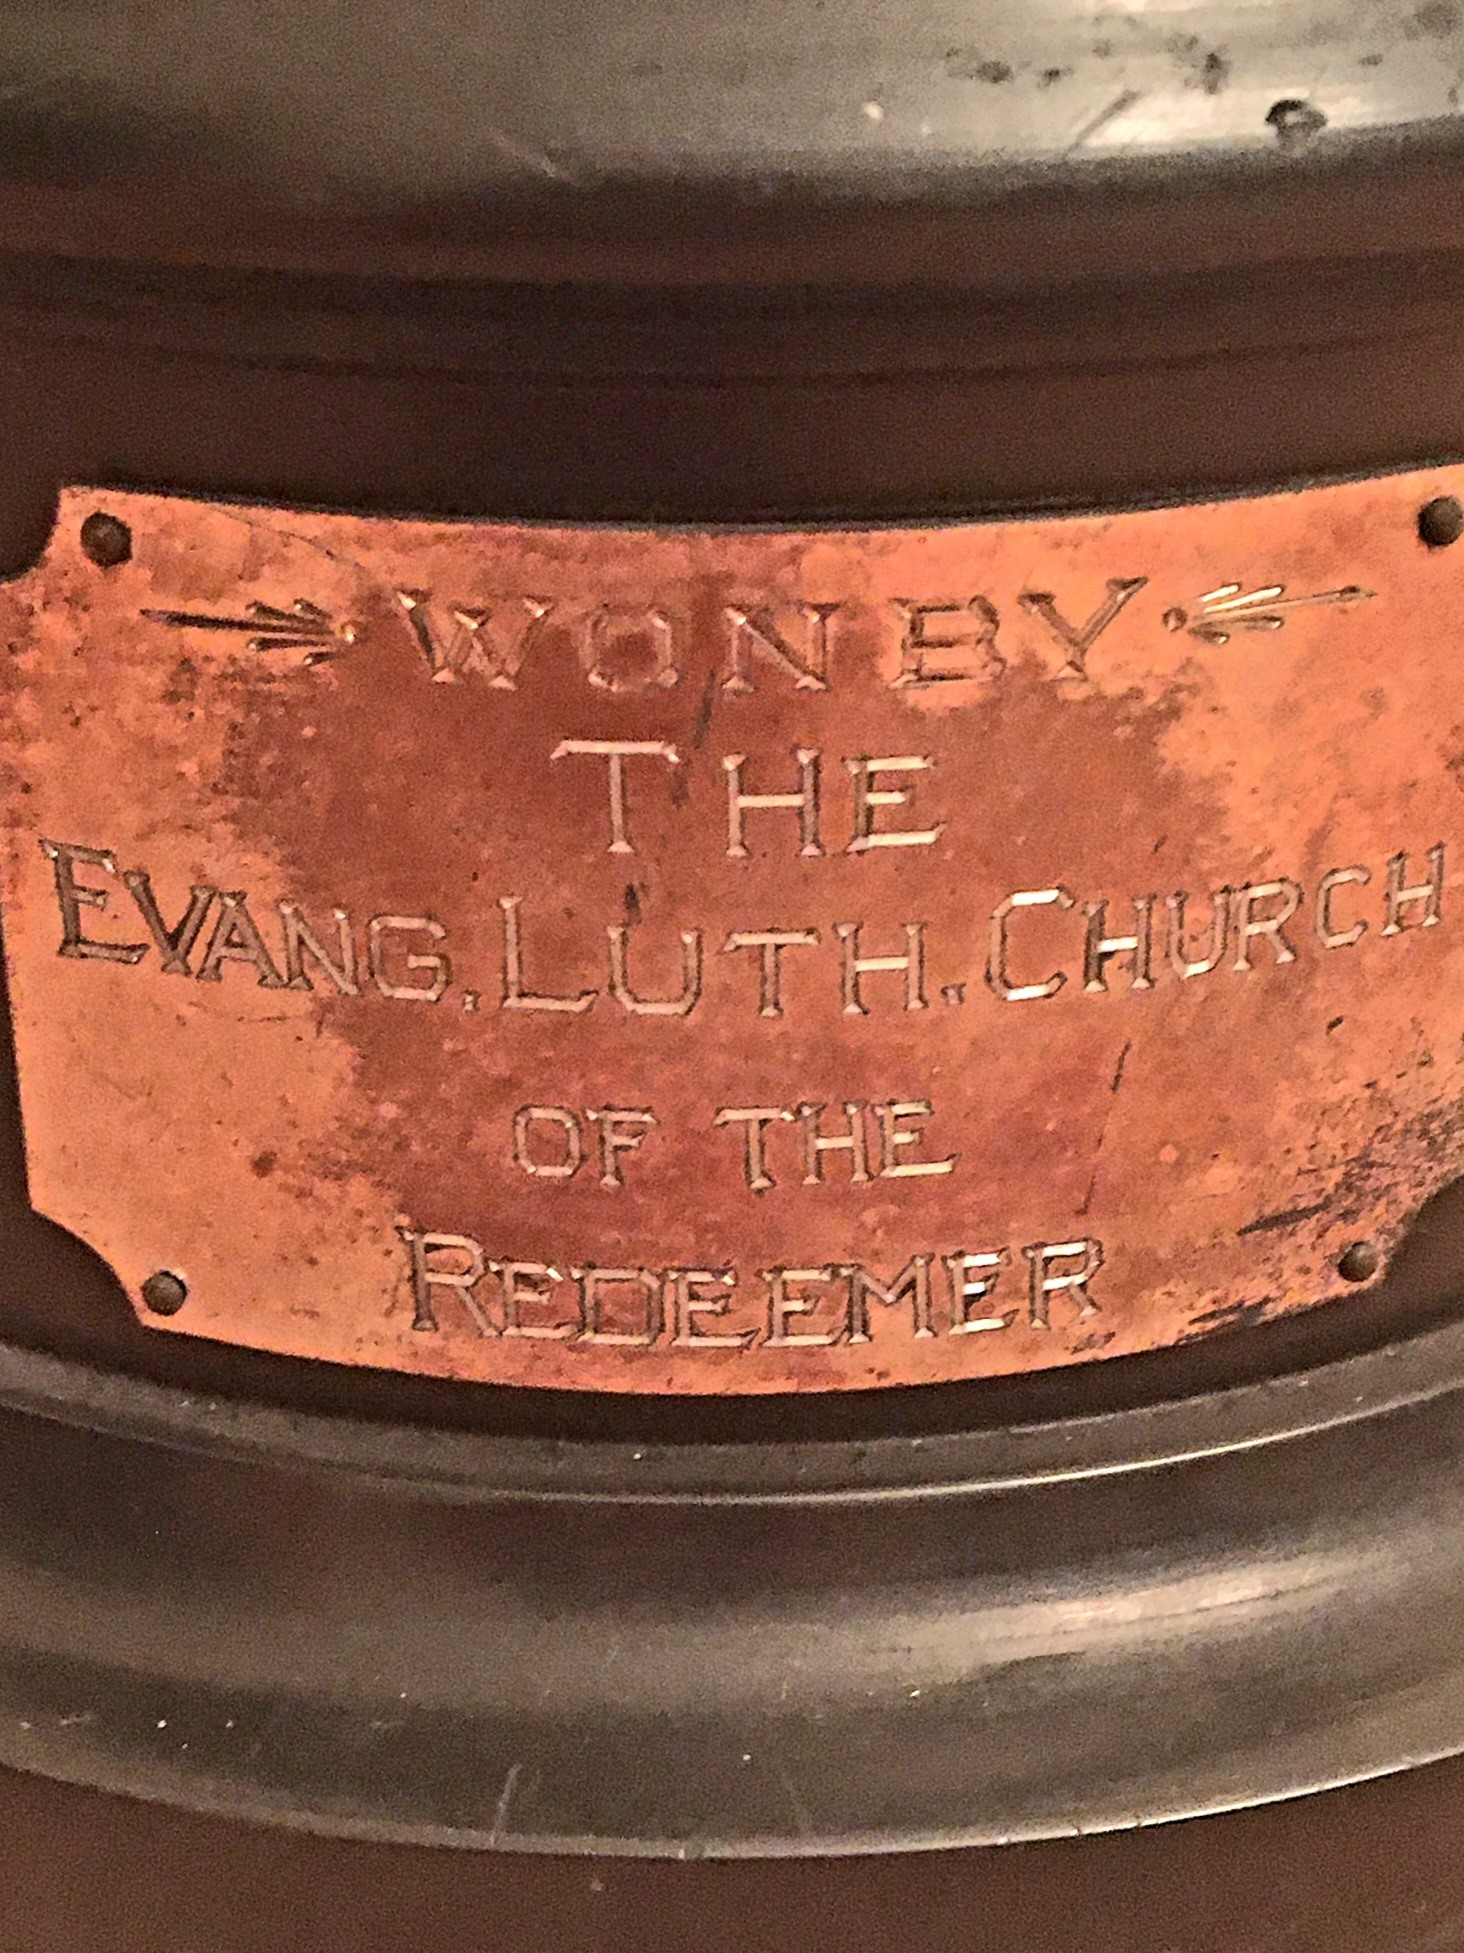 WON BY
THE
EVANG. LUTH. CHURCH
OF THE
REDEEMER